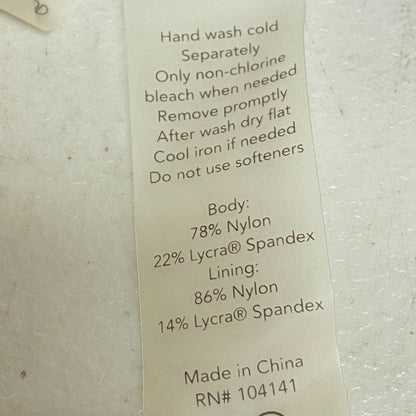 Hand wash cold
Separately
Only non-chlorine
bleach when needed
Remove promptly
After wash dry flat
Cool iron if needed
Do not use softeners
Body:
78% Nylon
22% Lycra® Spandex
Lining:
86% Nylon
14% Lycra® Spandex
Made in China
RN# 104141